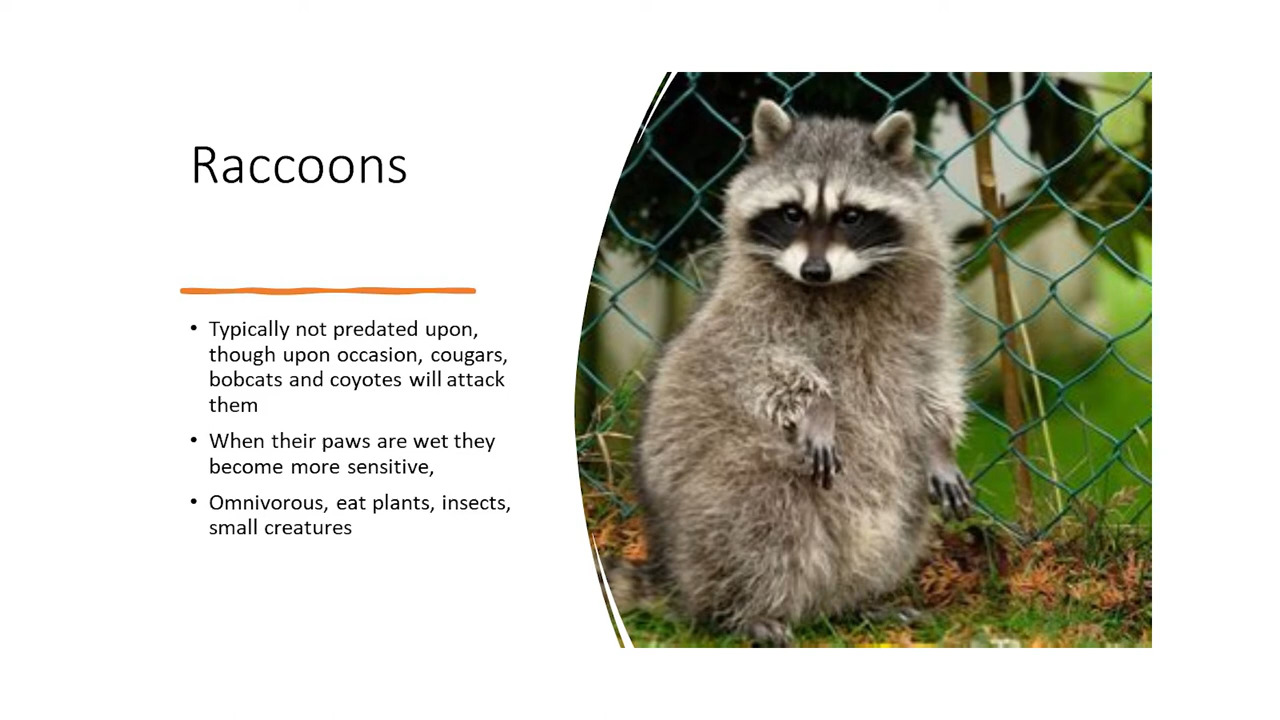 Raccoons
• Typically not predated upon,
though upon occasion, cougars,
bobcats and coyotes will attack
them
• When their paws are wet they
become more sensitive,
• Omnivorous, eat plants, insects,
small creatures